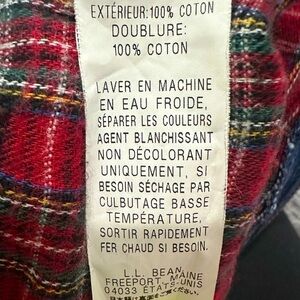 EXTÉRIEUR: 100% COTON
DOUBLURE:
100% COTON
LAVER EN MACHINE
EN EAU FROIDE,
SÉPARER LES COULEURS
AGENT BLANCHISSANT
NON DÉCOLORANT
UNIQUEMENT, SI
BESOIN SÉCHAGE PAR
CULBUTAGE BASSE
TEMPÉRATURE,
SORTIR RAPIDEMENT
FER CHAUD SI BESOIN.
L.L. BEAN
FREEPORT, MAINE
04033 ÉTATS-UNIS